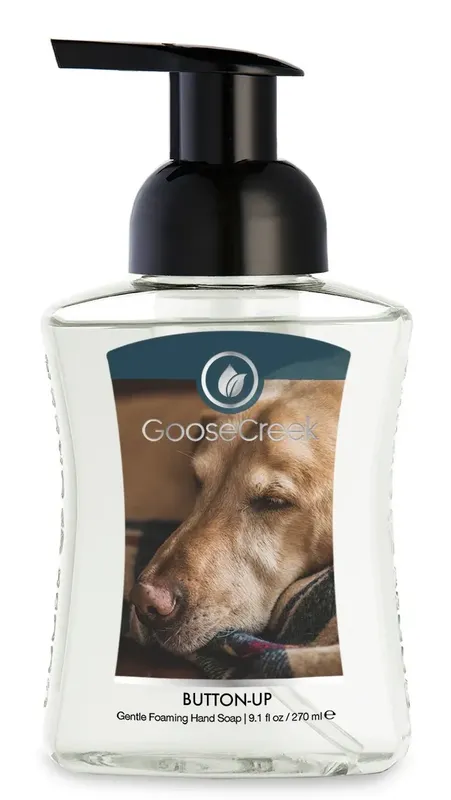 GooseCreek
BUTTON-UP
Gentle Foaming Hand Soap | 9.1 fl oz / 270 ml ℮